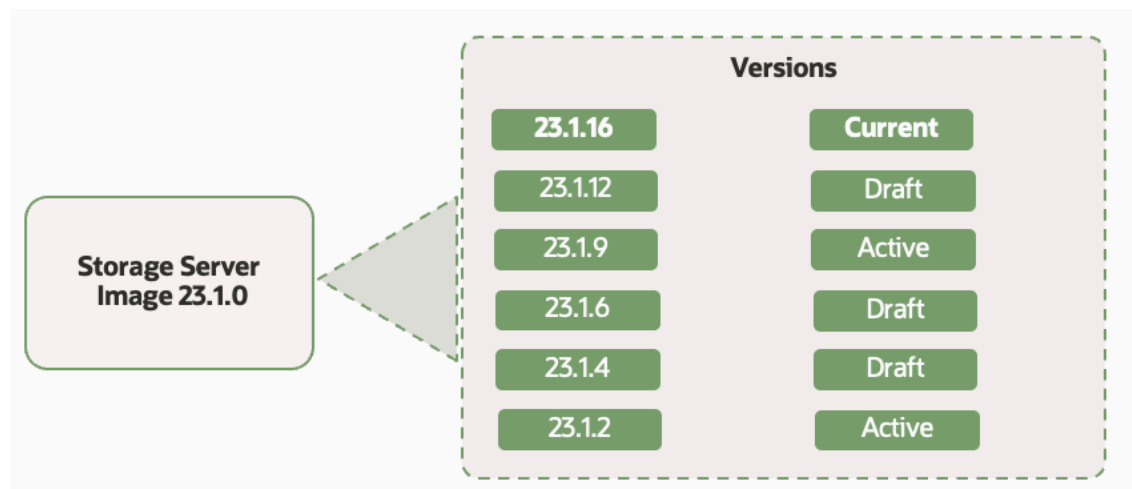 Storage Server
Image 23.1.0
Versions
23.1.16 Current
23.1.12 Draft
23.1.9 Active
23.1.6 Draft
23.1.4 Draft
23.1.2 Active